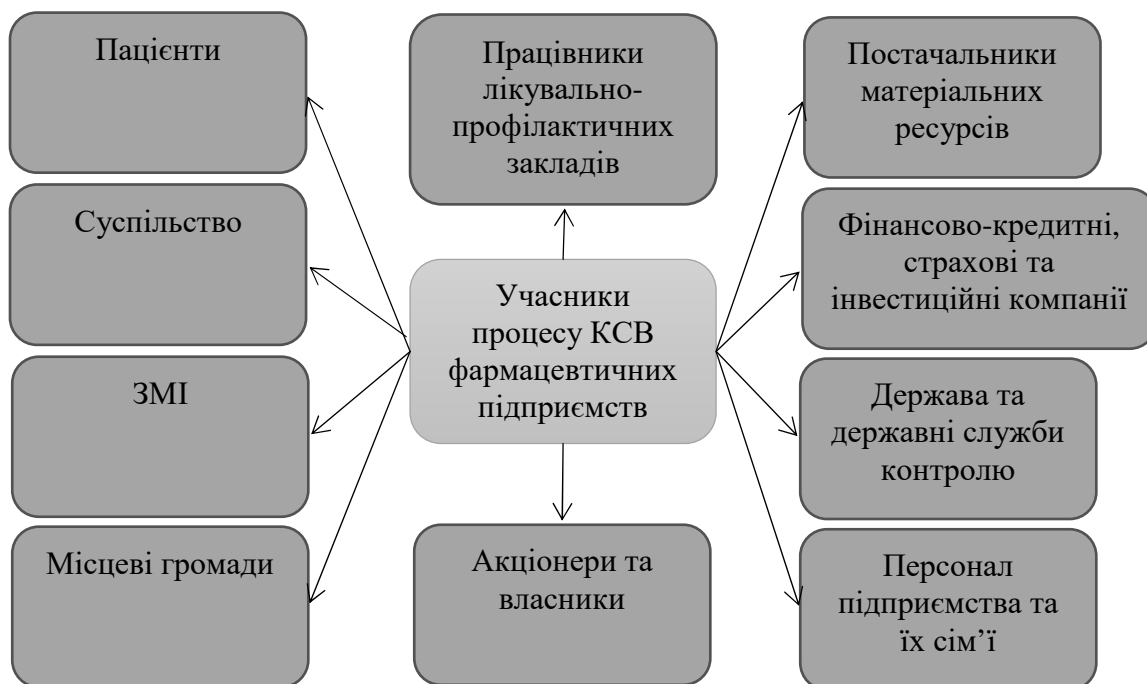 Пацієнти
Працівники
лікувально-
профілактичних
закладів
Постачальники
матеріальних
ресурсів
Суспільство
Учасники
процесу КСВ
фармацевтичних
підприємств
Фінансово-кредитні,
страхові та
інвестиційні компанії
ЗМІ
Держава та
державні служби
контролю
Місцеві громади
Акціонери та
власники
Персонал
підприємства та
їх сім’ї